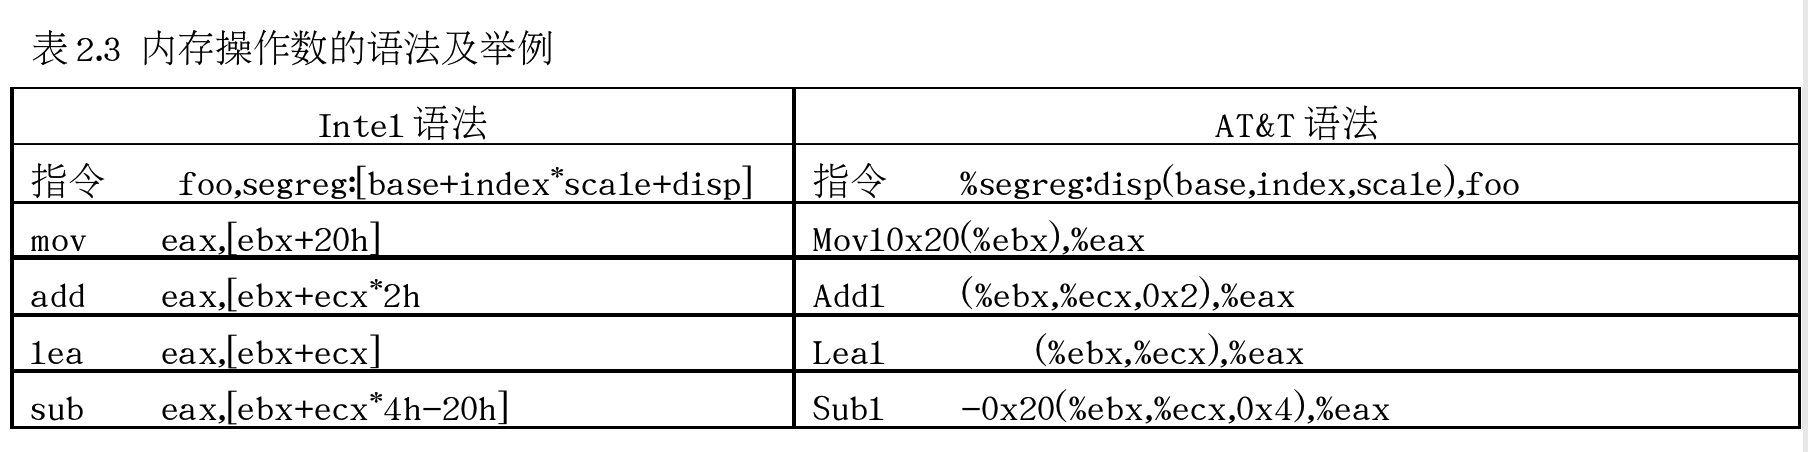 表 2.3 内存操作数的语法及举例
Intel 语法 AT&T 语法
指令 foo,segreg:[base+index*scale+disp] 指令 %segreg:disp(base,index,scale),foo
mov eax,[ebx+20h] Movl0x20(%ebx),%eax
add eax,[ebx+ecx*2h Addl (%ebx,%ecx,0x2),%eax
lea eax,[ebx+ecx] Leal (%ebx,%ecx),%eax
sub eax,[ebx+ecx*4h-20h] Subl -0x20(%ebx,%ecx,0x4),%eax